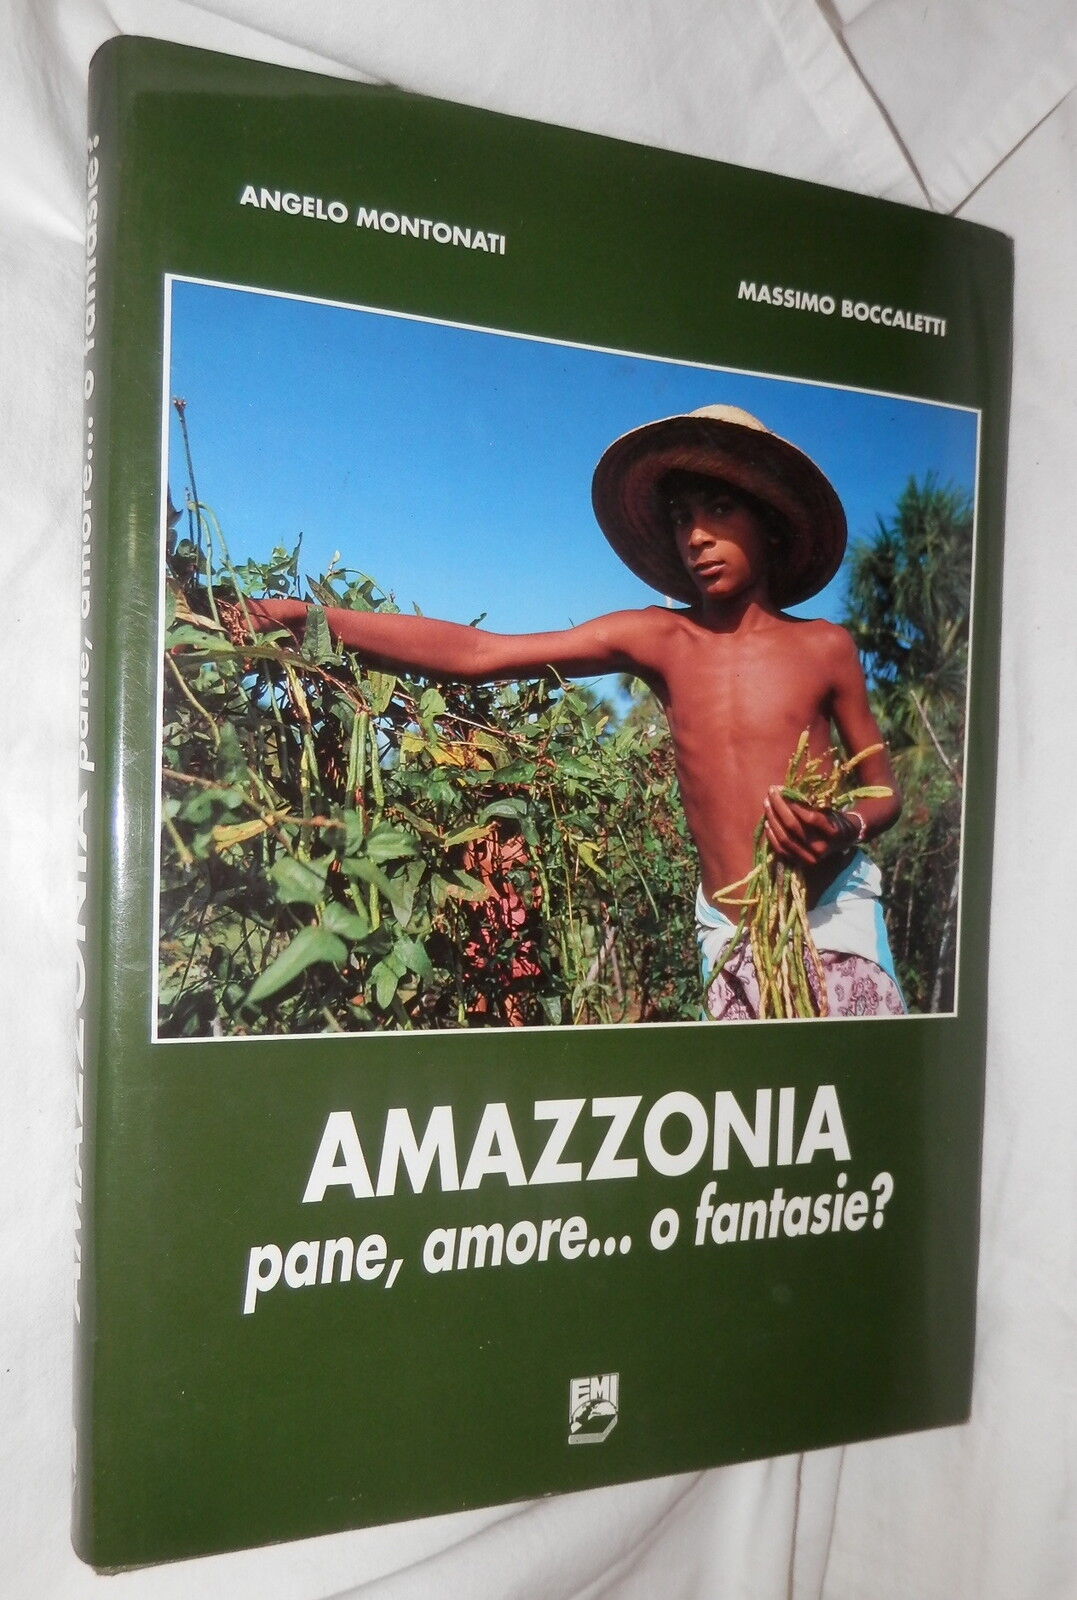 ANGELO MONTONATI
MASSIMO BOCCALETTI
AMAZZONIA
pane, amore... o fantasie?
EMI
AMAZZONIA pane, amore... o fantasie?